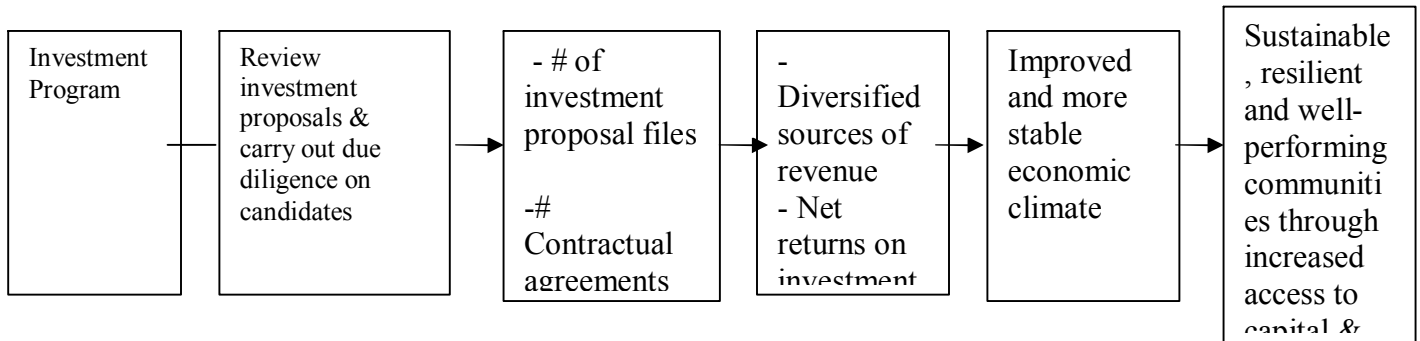 Investment
Program
Review
investment
proposals &
carry out due
diligence on
candidates
- # of
investment
proposal files
-#
Contractual
agreements
-
Diversified
sources of
revenue
- Net
returns on
investment
Improved
and more
stable
economic
climate
Sustainable
, resilient
and well-
performing
communiti
es through
increased
access to
capital &